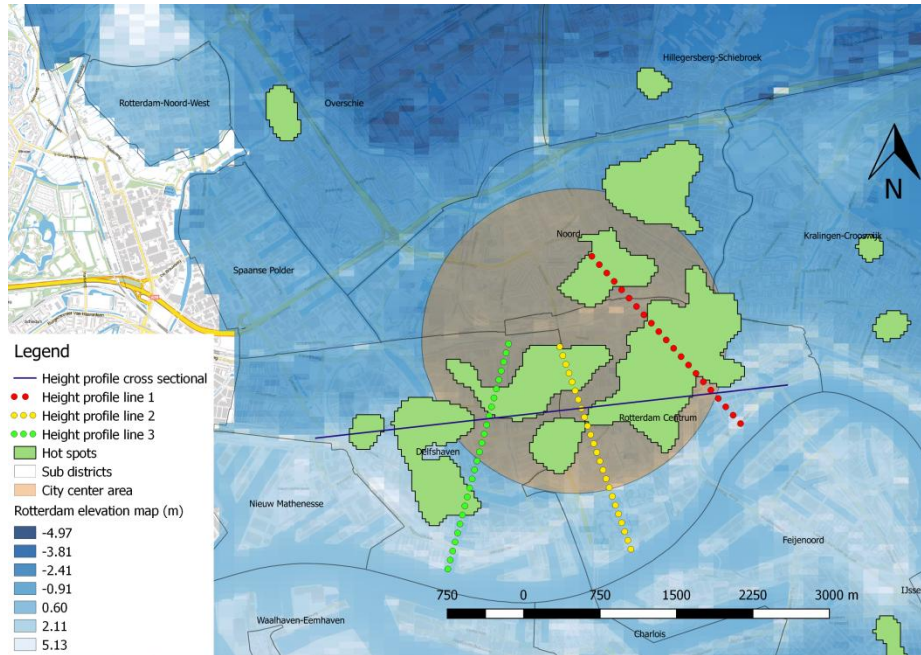 Hillegersberg-Schiebroek
Rotterdam-Noord-West
Overschie
N
Noord
Kralingen-Crooswijk
Spaanse Polder
Legend
Height profile cross sectional
Height profile line 1
Height profile line 2
Height profile line 3
Hot spots
Sub districts
City center area
Rotterdam elevation map (m)
-4.97
-3.81
-2.41
-0.91
0.60
2.11
5.13
Rotterdam Centrum
Delfshaven
Nieuw Mathenesse
Feijenoord
IJsse
750 0 750 1500 2250 3000 m
Waalhaven-Eemhaven
Charlois